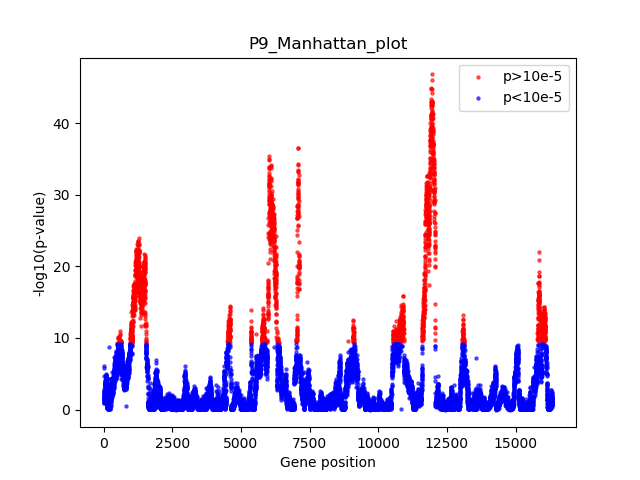 P9_Manhattan_plot
p>10e-5
p<10e-5
-log10(p-value)
40
30
20
10
0
0 2500 5000 7500 10000 12500 15000
Gene position